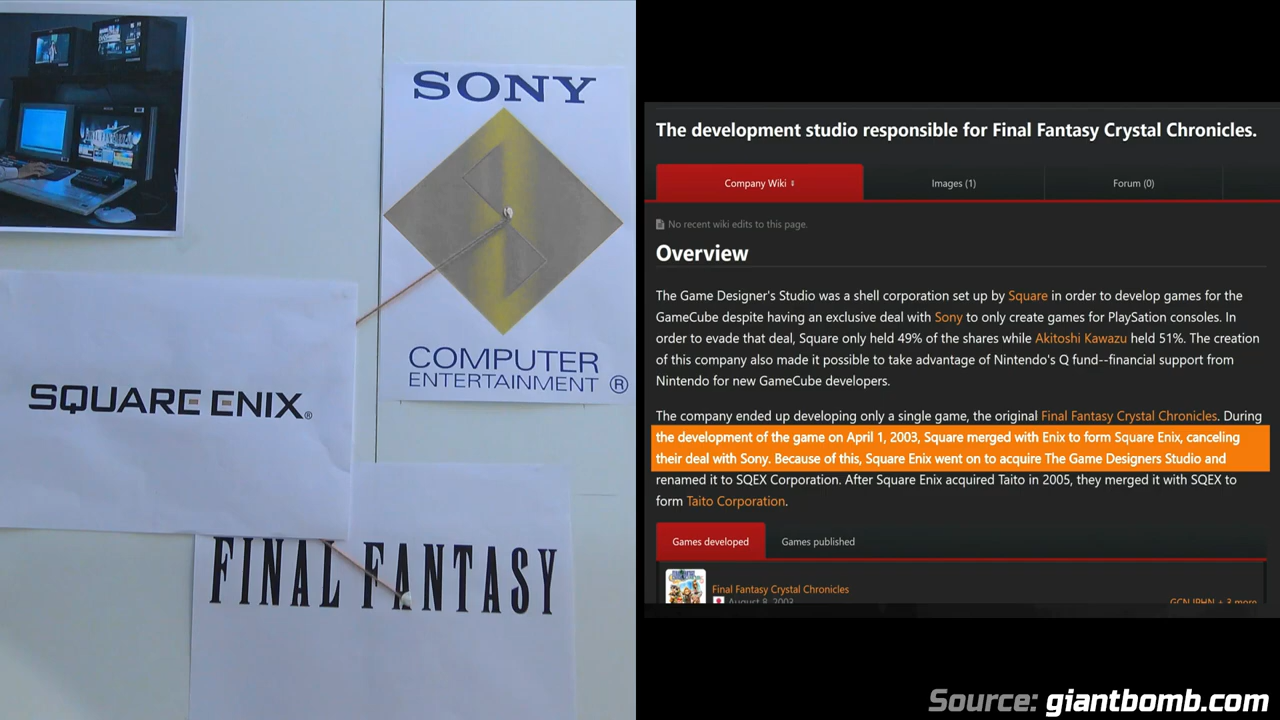 SONY
COMPUTER
ENTERTAINMENT ®
SQUARE ENIX®
FINAL FANTASY
The development studio responsible for Final Fantasy Crystal Chronicles.
Company Wiki
Images (1)
Forum (0)
No recent wiki edits to this page.
Overview
The Game Designer's Studio was a shell corporation set up by Square in order to develop games for the
GameCube despite having an exclusive deal with Sony to only create games for PlaySation consoles. In
order to evade that deal, Square only held 49% of the shares while Akitoshi Kawazu held 51%. The creation
of this company also made it possible to take advantage of Nintendo's Q fund--financial support from
Nintendo for new GameCube developers.
The company ended up developing only a single game, the original Final Fantasy Crystal Chronicles. During
the development of the game on April 1, 2003, Square merged with Enix to form Square Enix, canceling
their deal with Sony. Because of this, Square Enix went on to acquire The Game Designers Studio and
renamed it to SQEX Corporation. After Square Enix acquired Taito in 2005, they merged it with SQEX to
form Taito Corporation.
Games developed
Games published
Final Fantasy Crystal Chronicles
August 8, 2003
GCN, IPHN + 3 more
Source: giantbomb.com